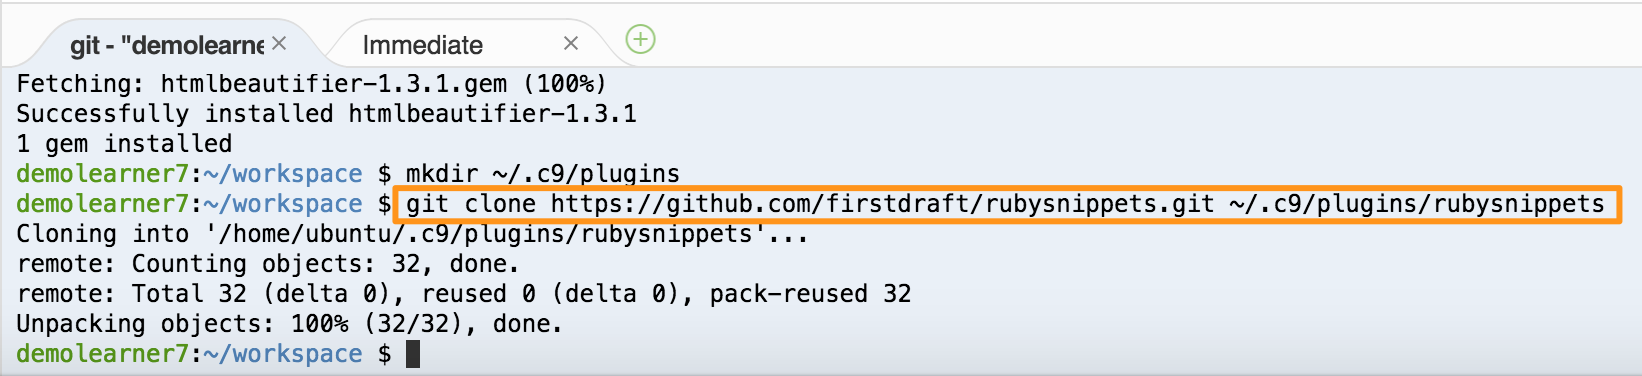 git - "demolearne
Immediate
Fetching: htmlbeautifier-1.3.1.gem (100%)
Successfully installed htmlbeautifier-1.3.1
1 gem installed
demolearner7:~/workspace $ mkdir ~/.c9/plugins
demolearner7:~/workspace $ git clone https://github.com/firstdraft/rubysnippets.git ~/.c9/plugins/rubysnippets
Cloning into '/home/ubuntu/.c9/plugins/rubysnippets'...
remote: Counting objects: 32, done.
remote: Total 32 (delta 0), reused 0 (delta 0), pack-reused 32
Unpacking objects: 100% (32/32), done.
demolearner7:~/workspace $